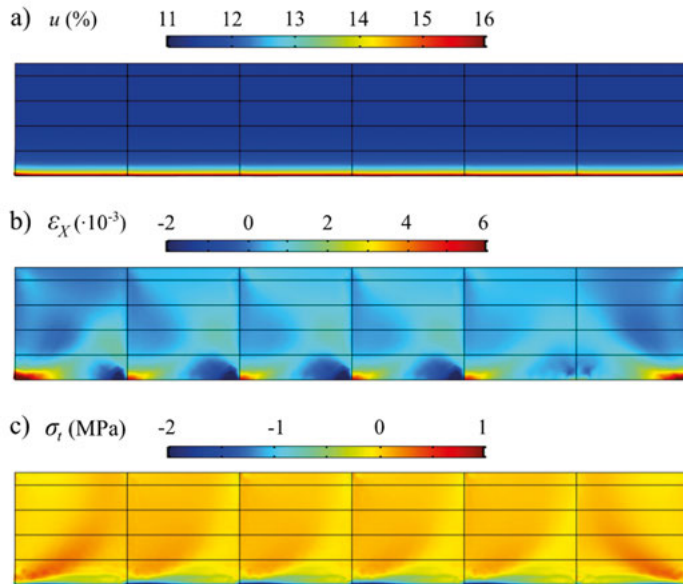 a) u (%) 11 12 13 14 15 16
b) εX (·10⁻³) -2 0 2 4 6
c) σt (MPa) -2 -1 0 1